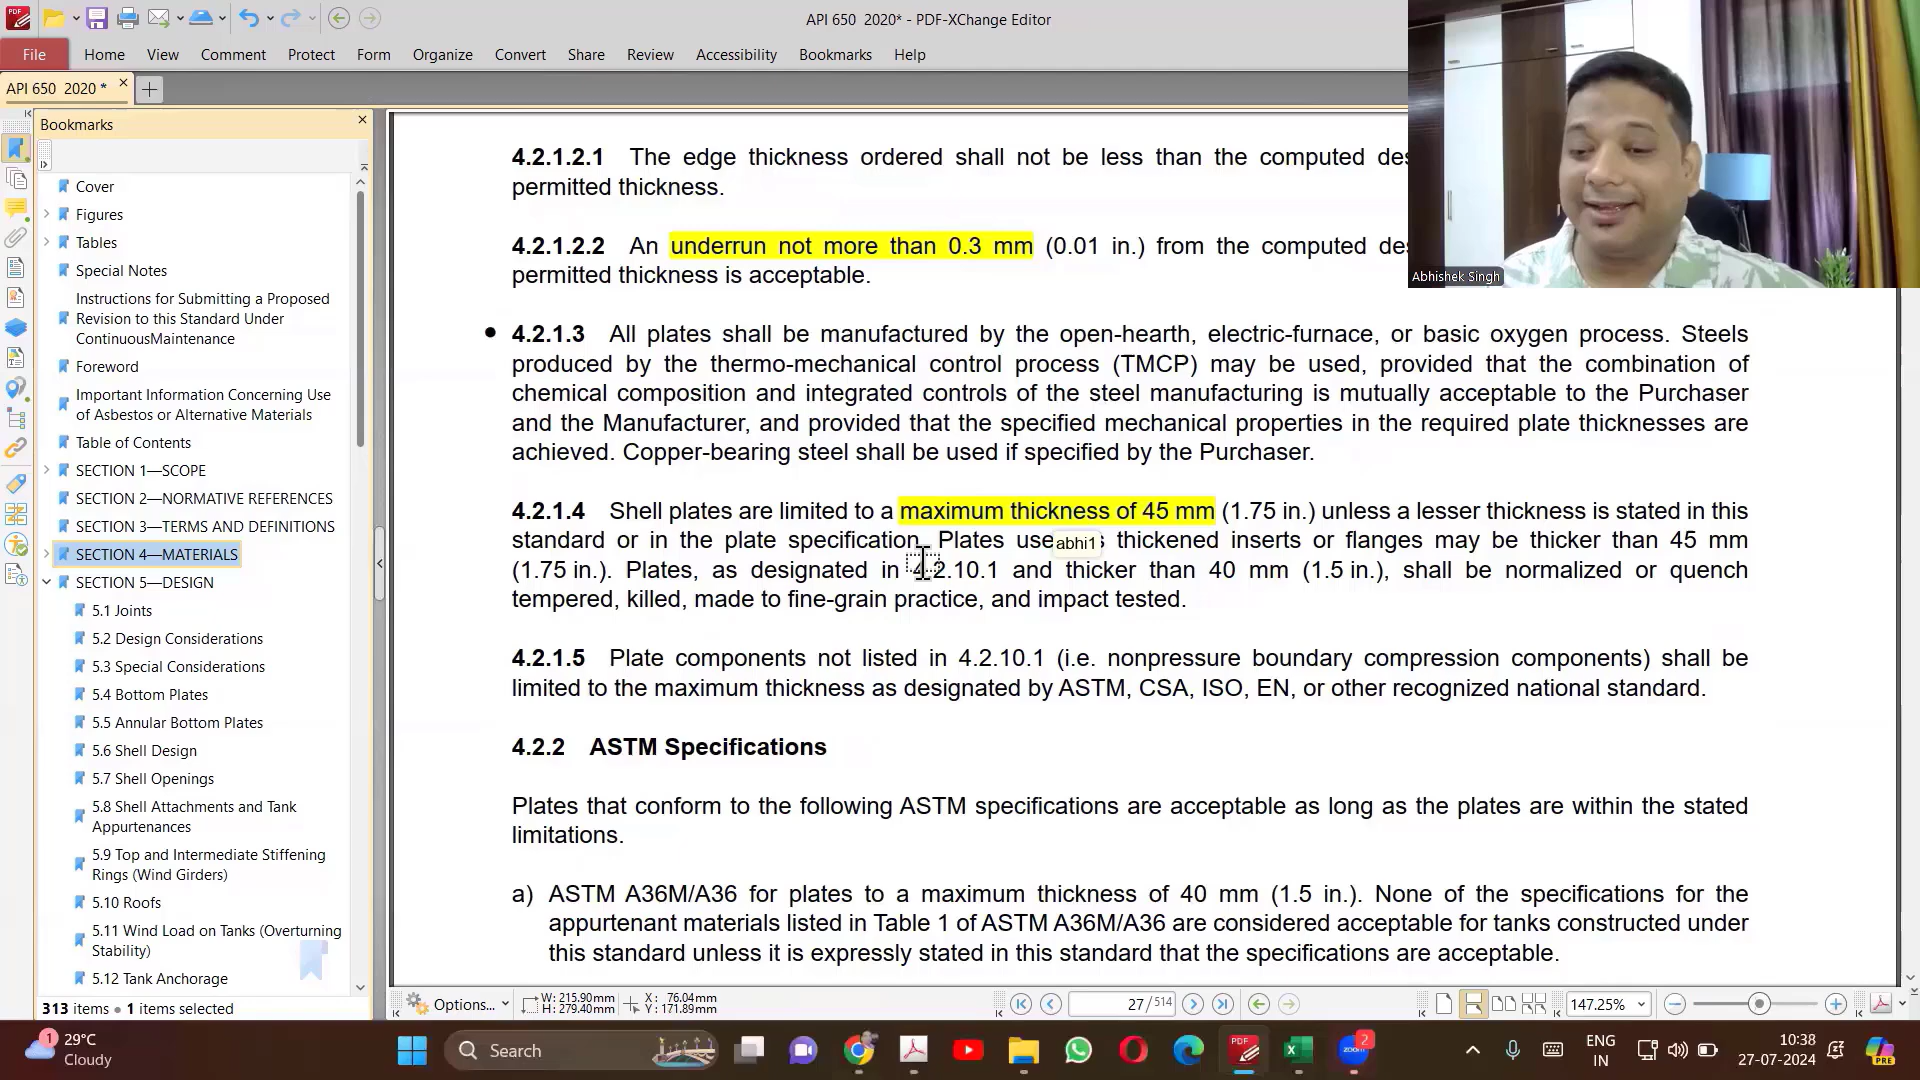 API 650 2020* - PDF-XChange Editor
File Home View Comment Protect Form Organize Convert Share Review Accessibility Bookmarks Help
API 650 2020 *
Bookmarks
Cover
Figures
Tables
Special Notes
Instructions for Submitting a Proposed
Revision to this Standard Under
ContinuousMaintenance
Foreword
Important Information Concerning Use
of Asbestos or Alternative Materials
Table of Contents
SECTION 1—SCOPE
SECTION 2—NORMATIVE REFERENCES
SECTION 3—TERMS AND DEFINITIONS
SECTION 4—MATERIALS
SECTION 5—DESIGN
5.1 Joints
5.2 Design Considerations
5.3 Special Considerations
5.4 Bottom Plates
5.5 Annular Bottom Plates
5.6 Shell Design
5.7 Shell Openings
5.8 Shell Attachments and Tank
Appurtenances
5.9 Top and Intermediate Stiffening
Rings (Wind Girders)
5.10 Roofs
5.11 Wind Load on Tanks (Overturning
Stability)
5.12 Tank Anchorage
313 items • 1 items selected
4.2.1.2.1 The edge thickness ordered shall not be less than the computed
permitted thickness.
4.2.1.2.2 An underrun not more than 0.3 mm (0.01 in.) from the computed
permitted thickness is acceptable.
• 4.2.1.3 All plates shall be manufactured by the open-hearth, electric-furnace, or basic oxygen process. Steels
produced by the thermo-mechanical control process (TMCP) may be used, provided that the combination of
chemical composition and integrated controls of the steel manufacturing is mutually acceptable to the Purchaser
and the Manufacturer, and provided that the specified mechanical properties in the required plate thicknesses are
achieved. Copper-bearing steel shall be used if specified by the Purchaser.
4.2.1.4 Shell plates are limited to a maximum thickness of 45 mm (1.75 in.) unless a lesser thickness is stated in this
standard or in the plate specification. Plates abhi1 thickened inserts or flanges may be thicker than 45 mm
(1.75 in.). Plates, as designated in 4.2.10.1 and thicker than 40 mm (1.5 in.), shall be normalized or quench
tempered, killed, made to fine-grain practice, and impact tested.
4.2.1.5 Plate components not listed in 4.2.10.1 (i.e. nonpressure boundary compression components) shall be
limited to the maximum thickness as designated by ASTM, CSA, ISO, EN, or other recognized national standard.
4.2.2 ASTM Specifications
Plates that conform to the following ASTM specifications are acceptable as long as the plates are within the stated
limitations.
a) ASTM A36M/A36 for plates to a maximum thickness of 40 mm (1.5 in.). None of the specifications for the
appurtenant materials listed in Table 1 of ASTM A36M/A36 are considered acceptable for tanks constructed under
this standard unless it is expressly stated in this standard that the specifications are acceptable.
Abhishek Singh
Options... W: 215.90mm X: 76.04mm 27 / 514 147.25%
H: 279.40mm Y: 171.89mm
1 29°C
Cloudy
Search
PDF
zoom 2
ENG
IN
10:38
27-07-2024
PRE